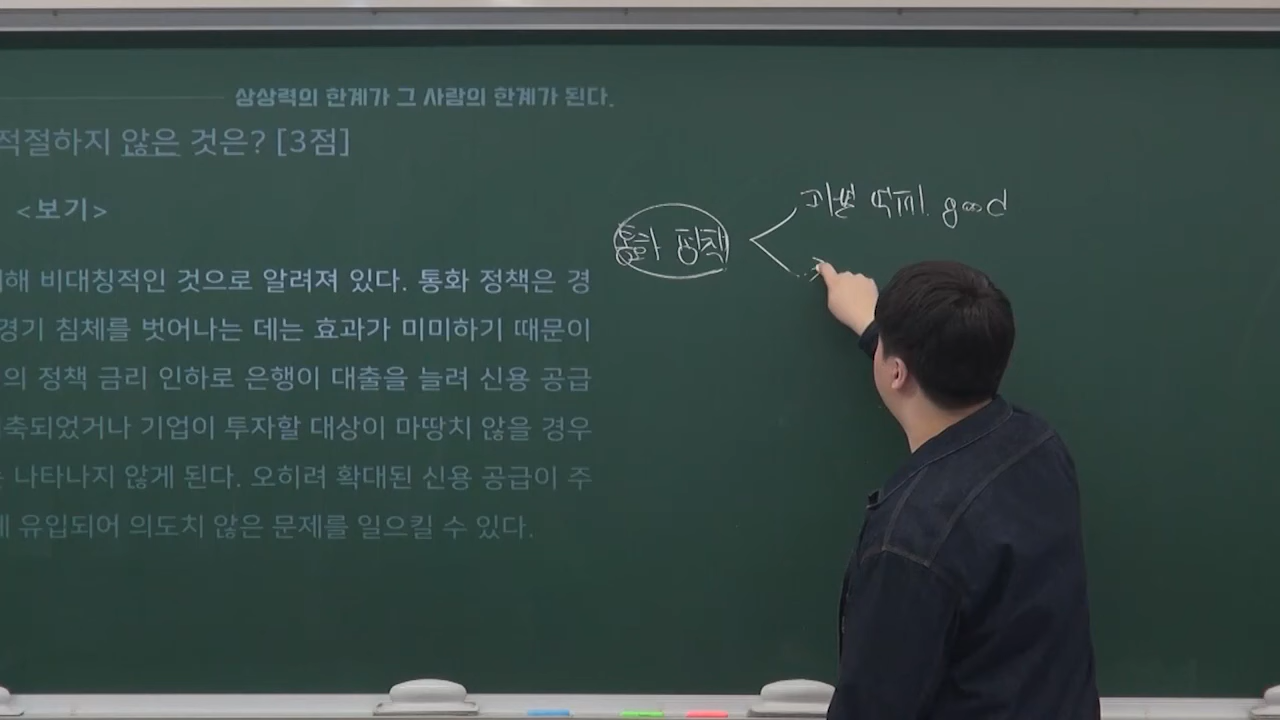 상상력의 한계가 그 사람의 한계가 된다.
적절하지 않은 것은? [3점]
<보기>
해 비대칭적인 것으로 알려져 있다. 통화 정책은 경
경기 침체를 벗어나는 데는 효과가 미미하기 때문이
의 정책 금리 인하로 은행이 대출을 늘려 신용 공급
축되었거나 기업이 투자할 대상이 마땅치 않을 경우
나타나지 않게 된다. 오히려 확대된 신용 공급이 주
유입되어 의도치 않은 문제를 일으킬 수 있다.
통화 정책
good